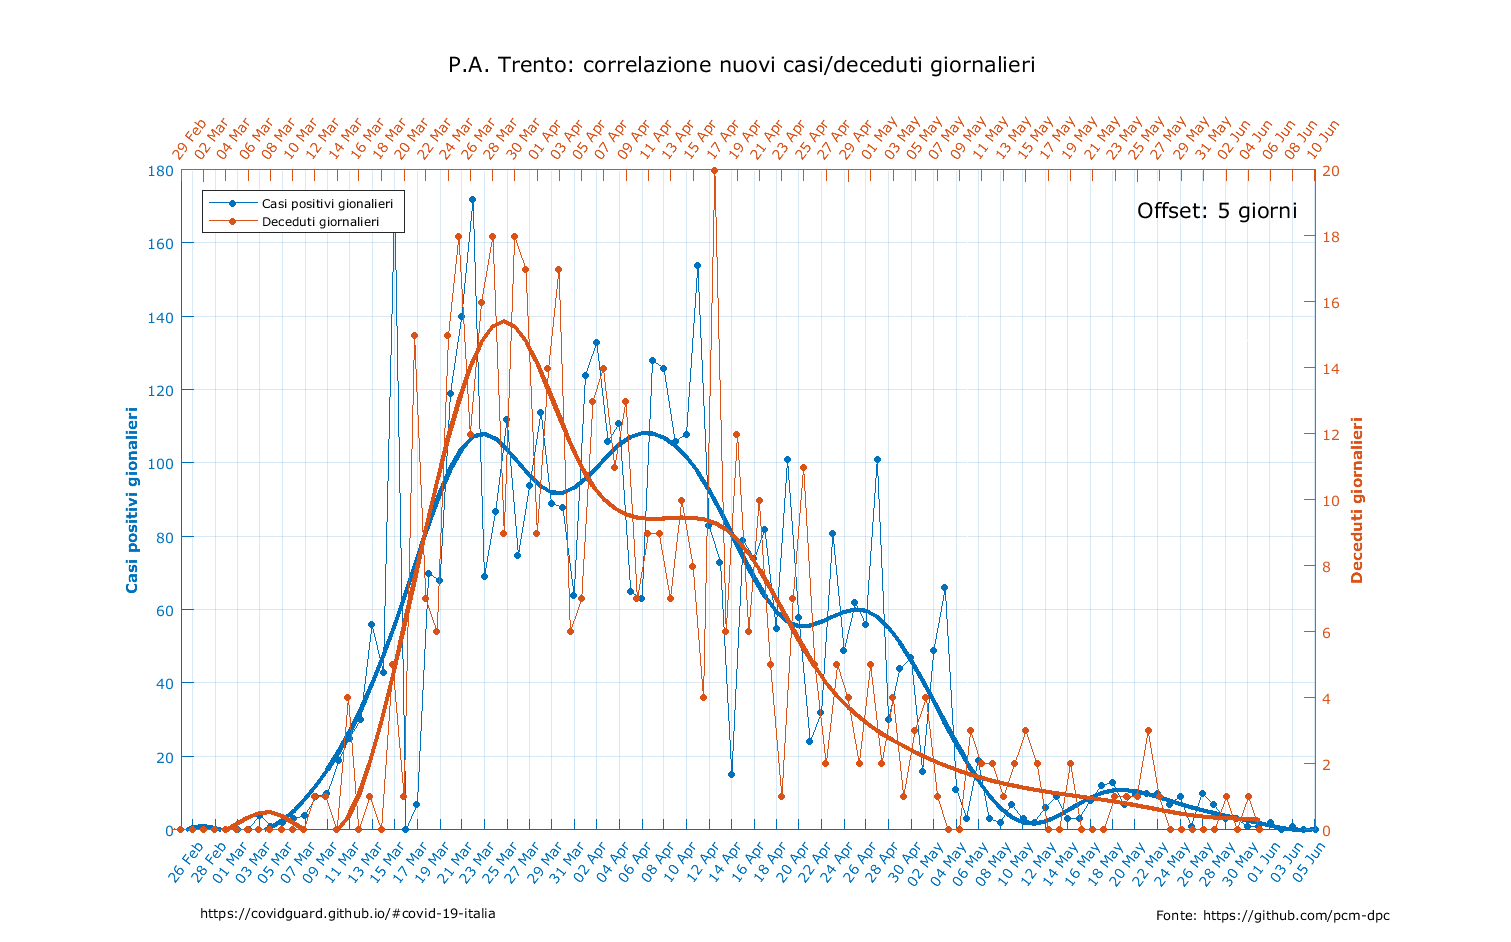 P.A. Trento: correlazione nuovi casi/deceduti giornalieri
29 Feb
02 Mar
04 Mar
06 Mar
08 Mar
10 Mar
12 Mar
14 Mar
16 Mar
18 Mar
20 Mar
22 Mar
24 Mar
26 Mar
28 Mar
30 Mar
01 Apr
03 Apr
05 Apr
07 Apr
09 Apr
11 Apr
13 Apr
15 Apr
17 Apr
19 Apr
21 Apr
23 Apr
25 Apr
27 Apr
29 Apr
01 May
03 May
05 May
07 May
09 May
11 May
13 May
15 May
17 May
19 May
21 May
23 May
25 May
27 May
29 May
31 May
02 Jun
04 Jun
06 Jun
08 Jun
10 Jun
Casi positivi gionalieri
Deceduti giornalieri
Offset: 5 giorni
180
160
140
120
100
80
60
40
20
0
Casi positivi gionalieri
20
18
16
14
12
10
8
6
4
2
0
Deceduti giornalieri
26 Feb
28 Feb
01 Mar
03 Mar
05 Mar
07 Mar
09 Mar
11 Mar
13 Mar
15 Mar
17 Mar
19 Mar
21 Mar
23 Mar
25 Mar
27 Mar
29 Mar
31 Mar
02 Apr
04 Apr
06 Apr
08 Apr
10 Apr
12 Apr
14 Apr
16 Apr
18 Apr
20 Apr
22 Apr
24 Apr
26 Apr
28 Apr
30 Apr
02 May
04 May
06 May
08 May
10 May
12 May
14 May
16 May
18 May
20 May
22 May
24 May
26 May
28 May
30 May
01 Jun
03 Jun
05 Jun
https://covidguard.github.io/#covid-19-italia
Fonte: https://github.com/pcm-dpc